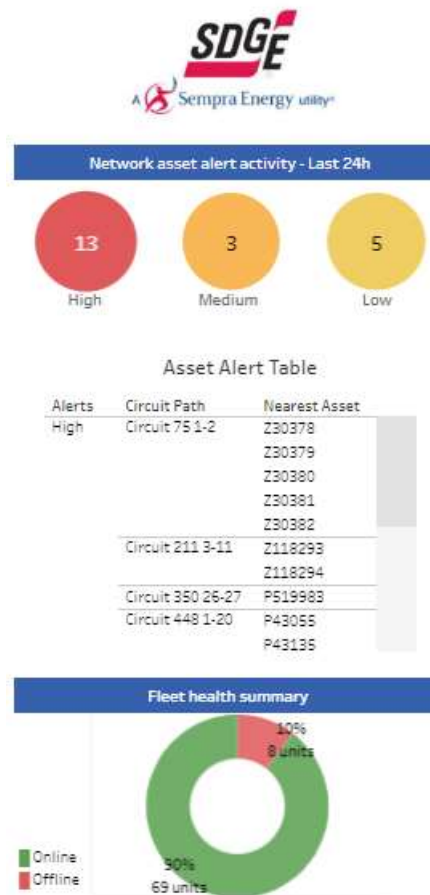 SDGE
A Sempra Energy utility®
Network asset alert activity - Last 24h
13 3 5
High Medium Low
Asset Alert Table
Alerts Circuit Path Nearest Asset
High Circuit 75 1-2 Z30378
Z30379
Z30380
Z30381
Z30382
Circuit 211 3-11 Z118293
Z118294
Circuit 350 26-27 P519983
Circuit 448 1-20 P43055
P43135
Fleet health summary
10%
8 units
Online
Offline
90%
69 units